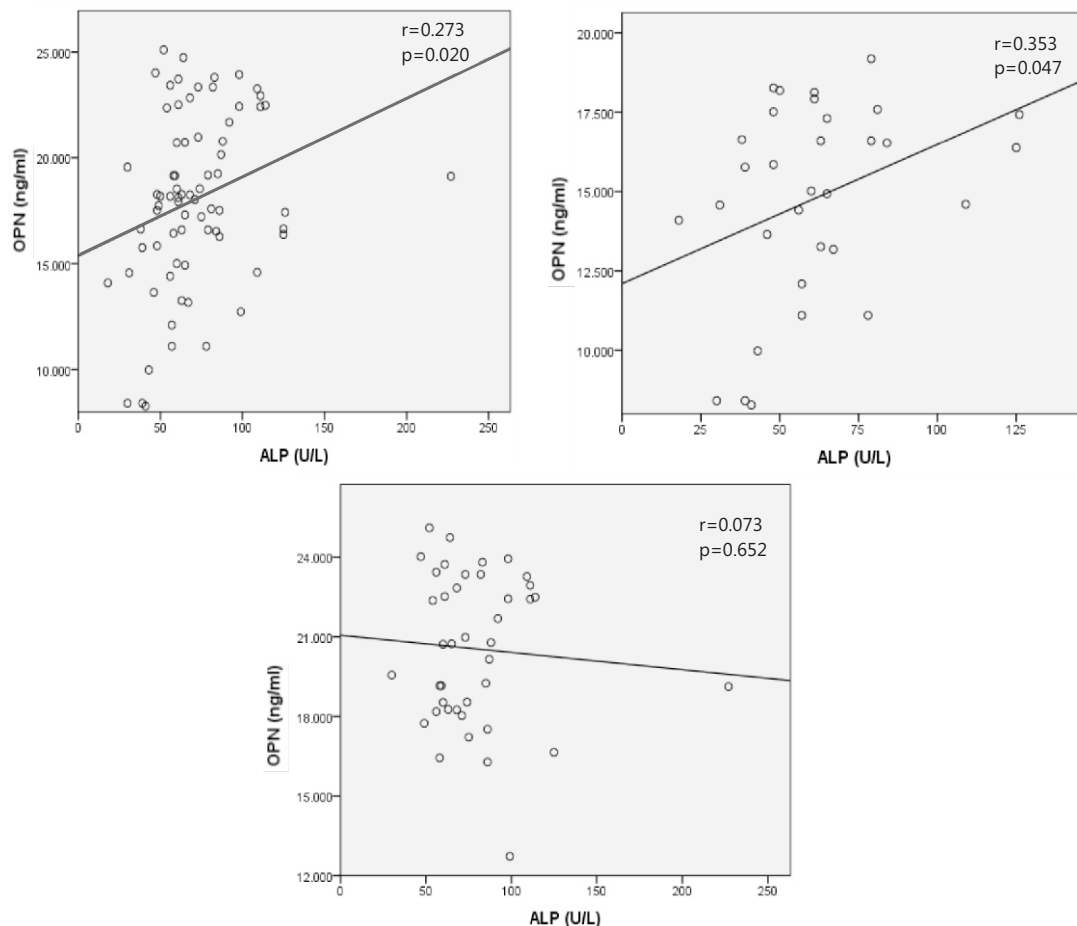 r=0.273
p=0.020
25.000
20.000
15.000
10.000
OPN (ng/ml)
0
50
100
150
200
250
ALP (U/L)
r=0.353
p=0.047
20.000
17.500
15.000
12.500
10.000
OPN (ng/ml)
0
25
50
75
100
125
ALP (U/L)
r=0.073
p=0.652
24.000
21.000
18.000
15.000
12.000
OPN (ng/ml)
0
50
100
150
200
250
ALP (U/L)